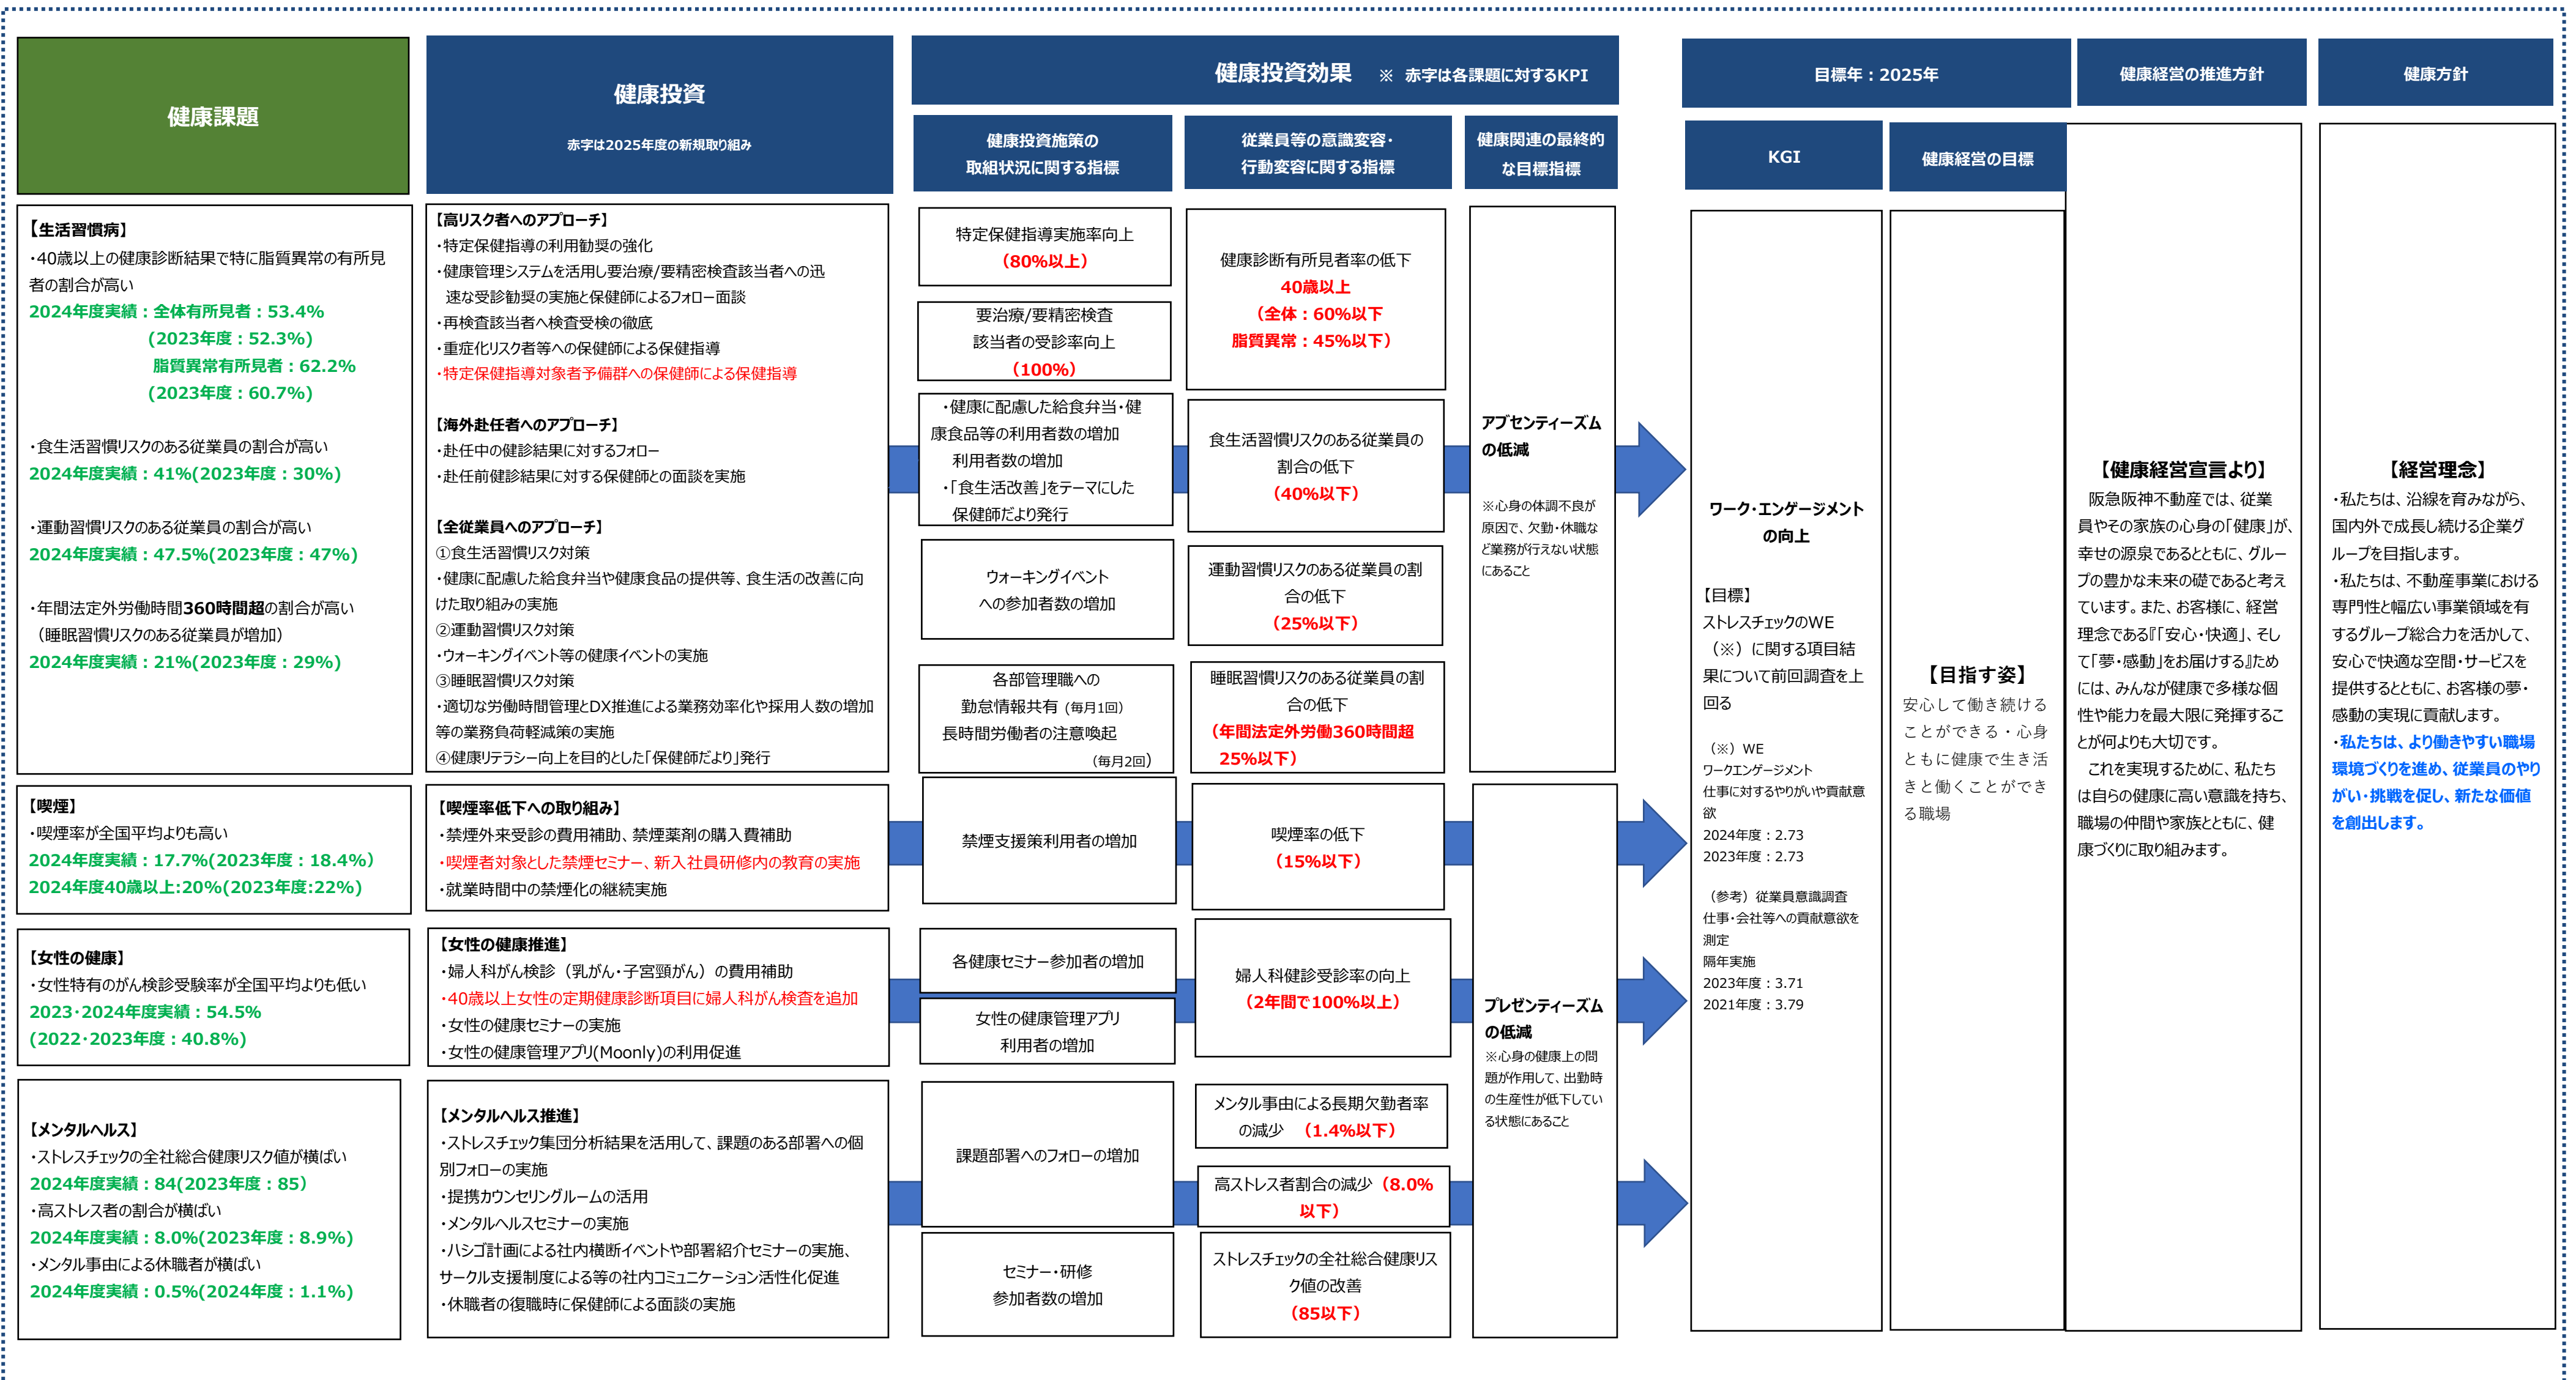 健康課題
健康投資
赤字は2025年度の新規取り組み
健康投資効果　※ 赤字は各課題に対するKPI
健康投資施策の
取組状況に関する指標
従業員等の意識変容・
行動変容に関する指標
健康関連の最終的
な目標指標
目標年：2025年
KGI
健康経営の目標
健康経営の推進方針
健康方針
【生活習慣病】
・40歳以上の健康診断結果で特に脂質異常の有所見
者の割合が高い
2024年度実績：全体有所見者：53.4%
(2023年度：52.3%)
脂質異常有所見者：62.2%
(2023年度：60.7%)
・食生活習慣リスクのある従業員の割合が高い
2024年度実績：41%(2023年度：30%)
・運動習慣リスクのある従業員の割合が高い
2024年度実績：47.5%(2023年度：47%)
・年間法定外労働時間360時間超の割合が高い
（睡眠習慣リスクのある従業員が増加）
2024年度実績：21%(2023年度：29%)
【高リスク者へのアプローチ】
・特定保健指導の利用勧奨の強化
・健康管理システムを活用し要治療/要精密検査該当者への迅
速な受診勧奨の実施と保健師によるフォロー面談
・再検査該当者へ検査受検の徹底
・重症化リスク者等への保健師による保健指導
・特定保健指導対象者予備群への保健師による保健指導
【海外赴任者へのアプローチ】
・赴任中の健診結果に対するフォロー
・赴任前健診結果に対する保健師との面談を実施
【全従業員へのアプローチ】
①食生活習慣リスク対策
・健康に配慮した給食弁当や健康食品の提供等、食生活の改善に向
けた取り組みの実施
②運動習慣リスク対策
・ウォーキングイベント等の健康イベントの実施
③睡眠習慣リスク対策
・適切な労働時間管理とDX推進による業務効率化や採用人数の増加
等の業務負荷軽減策の実施
④健康リテラシー向上を目的とした「保健師だより」発行
特定保健指導実施率向上
（80%以上）
要治療/要精密検査
該当者の受診率向上
（100%）
・健康に配慮した給食弁当・健
康食品等の利用者数の増加
利用者数の増加
・「食生活改善」をテーマにした
保健師だより発行
ウォーキングイベント
への参加者数の増加
各部管理職への
勤怠情報共有（毎月1回）
長時間労働者の注意喚起
（毎月2回）
健康診断有所見者率の低下
40歳以上
（全体：60%以下
脂質異常：45%以下）
食生活習慣リスクのある従業員の
割合の低下
（40%以下）
運動習慣リスクのある従業員の割
合の低下
（25%以下）
睡眠習慣リスクのある従業員の割
合の低下
（年間法定外労働360時間超
25%以下）
アブセンティーズム
の低減
※心身の体調不良が
原因で、欠勤・休職な
ど業務が行えない状態
にあること
【喫煙】
・喫煙率が全国平均よりも高い
2024年度実績：17.7%(2023年度：18.4%）
2024年度40歳以上:20%(2023年度:22%)
【喫煙率低下への取り組み】
・禁煙外来受診の費用補助、禁煙薬剤の購入費補助
・喫煙者対象とした禁煙セミナー、新入社員研修内の教育の実施
・就業時間中の禁煙化の継続実施
禁煙支援策利用者の増加
喫煙率の低下
（15%以下）
【女性の健康】
・女性特有のがん検診受験率が全国平均よりも低い
2023･2024年度実績：54.5%
(2022･2023年度：40.8%)
【女性の健康推進】
・婦人科がん検診（乳がん・子宮頸がん）の費用補助
・40歳以上女性の定期健康診断項目に婦人科がん検査を追加
・女性の健康セミナーの実施
・女性の健康管理アプリ(Moonly)の利用促進
各健康セミナー参加者の増加
女性の健康管理アプリ
利用者の増加
婦人科健診受診率の向上
（2年間で100%以上）
【メンタルヘルス】
・ストレスチェックの全社総合健康リスク値が横ばい
2024年度実績：84(2023年度：85）
・高ストレス者の割合が横ばい
2024年度実績：8.0%(2023年度：8.9%)
・メンタル事由による休職者が横ばい
2024年度実績：0.5%(2024年度：1.1%)
【メンタルヘルス推進】
・ストレスチェック集団分析結果を活用して、課題のある部署への個
別フォローの実施
・提携カウンセリングルームの活用
・メンタルヘルスセミナーの実施
・ハシゴ計画による社内横断イベントや部署紹介セミナーの実施、
サークル支援制度による等の社内コミュニケーション活性化促進
・休職者の復職時に保健師による面談の実施
課題部署へのフォローの増加
セミナー・研修
参加者数の増加
メンタル事由による長期欠勤者率
の減少　（1.4%以下）
高ストレス者割合の減少（8.0%
以下）
ストレスチェックの全社総合健康リス
ク値の改善
（85以下）
プレゼンティーズム
の低減
※心身の健康上の問
題が作用して、出勤時
の生産性が低下してい
る状態にあること
ワーク・エンゲージメント
の向上
【目標】
ストレスチェックのWE
（※）に関する項目結
果について前回調査を上
回る
（※）WE
ワークエンゲージメント
仕事に対するやりがいや貢献意
欲
2024年度：2.73
2023年度：2.73
（参考）従業員意識調査
仕事・会社等への貢献意欲を
測定
隔年実施
2023年度：3.71
2021年度：3.79
【目指す姿】
安心して働き続ける
ことができる・心身
ともに健康で生き活
きと働くことができ
る職場
【健康経営宣言より】
阪急阪神不動産では、従業
員やその家族の心身の「健康」が、
幸せの源泉であるとともに、グルー
プの豊かな未来の礎であると考え
ています。また、お客様に、経営
理念である『「安心・快適」、そし
て「夢・感動」をお届けする』ため
には、みんなが健康で多様な個
性や能力を最大限に発揮するこ
とが何よりも大切です。
これを実現するために、私たち
は自らの健康に高い意識を持ち、
職場の仲間や家族とともに、健
康づくりに取り組みます。
【経営理念】
・私たちは、沿線を育みながら、
国内外で成長し続ける企業グ
ループを目指します。
・私たちは、不動産事業における
専門性と幅広い事業領域を有
するグループ総合力を活かして、
安心で快適な空間・サービスを
提供するとともに、お客様の夢・
感動の実現に貢献します。
・私たちは、より働きやすい職場
環境づくりを進め、従業員のやり
がい・挑戦を促し、新たな価値
を創出します。